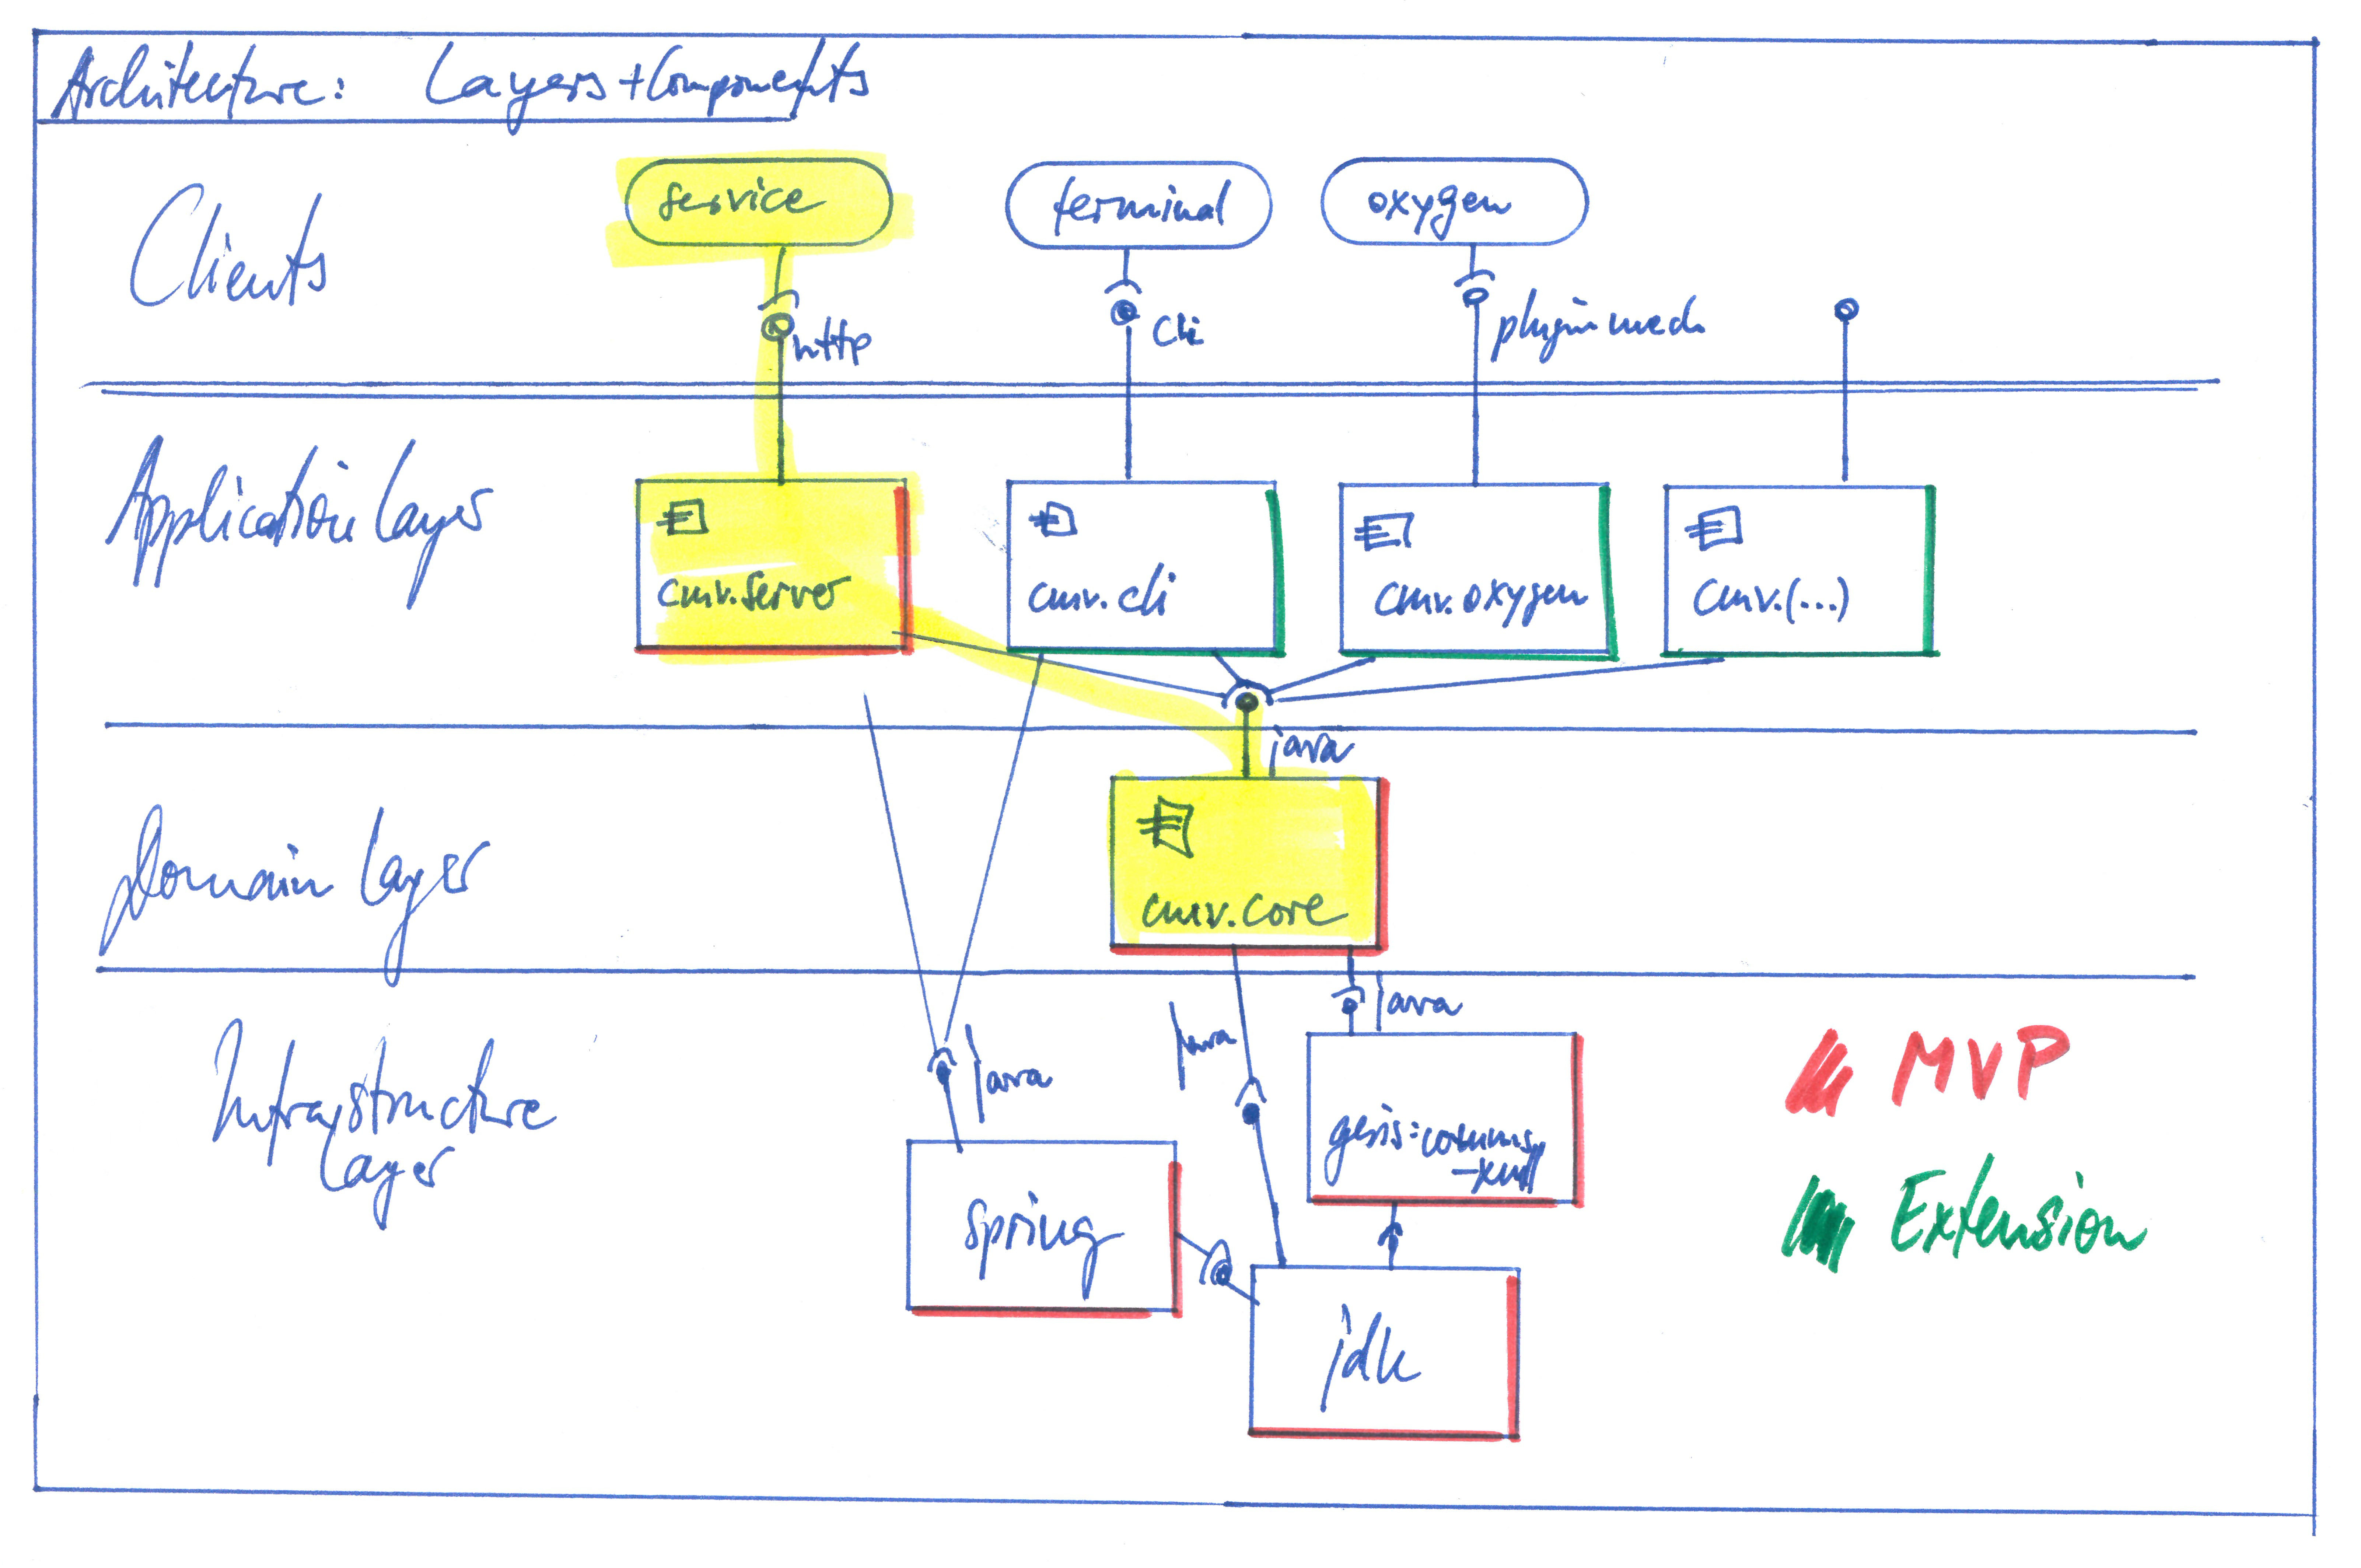 Architecture: Layers + Components
Clients
service
terminal
oxygen
http
cli
plugin mech
Application Layer
cmv.server
cmv.cli
cmv.oxygen
cmv.(...)
java
Domain Layer
cmv.core
Infrastructure
Layer
java
java
java
gesis-commons
-xml
spring
jdk
MVP
Extension